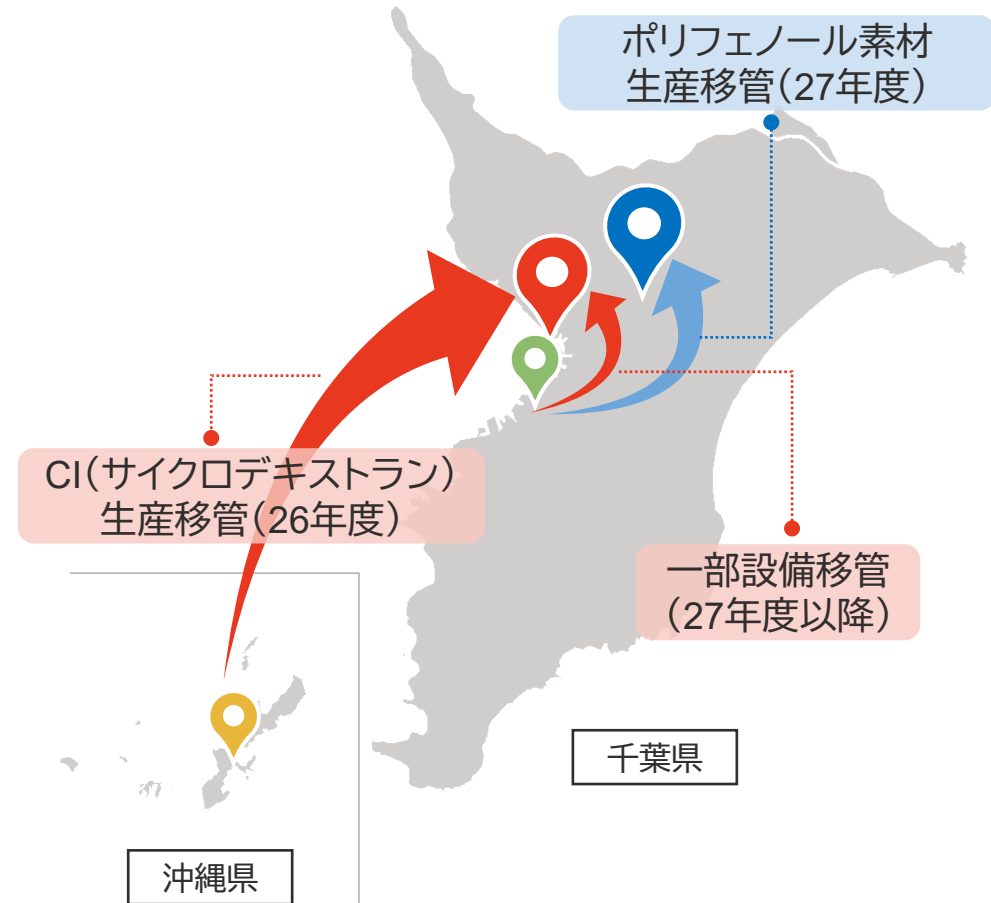 ポリフェノール素材
生産移管(27年度)
CI(サイクロデキストラン)
生産移管(26年度)
一部設備移管
(27年度以降)
千葉県
沖縄県